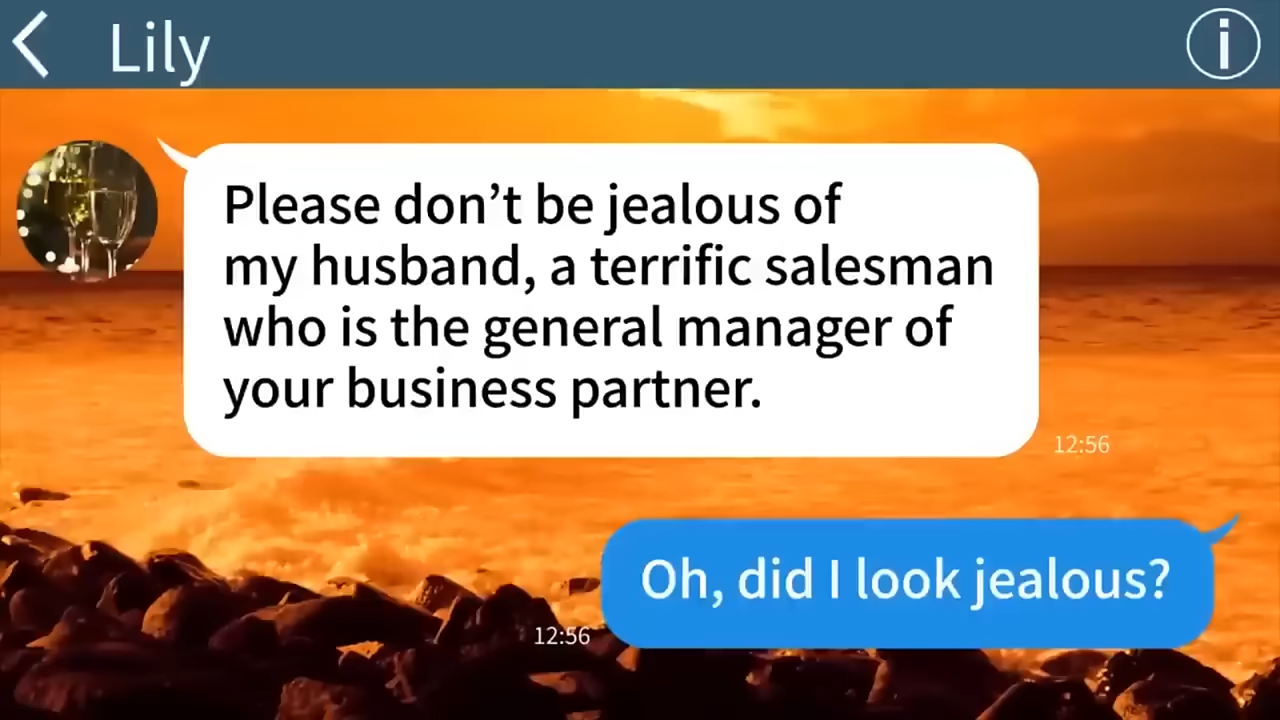 Lily
Please don’t be jealous of
my husband, a terrific salesman
who is the general manager of
your business partner.
12:56
Oh, did I look jealous?
12:56